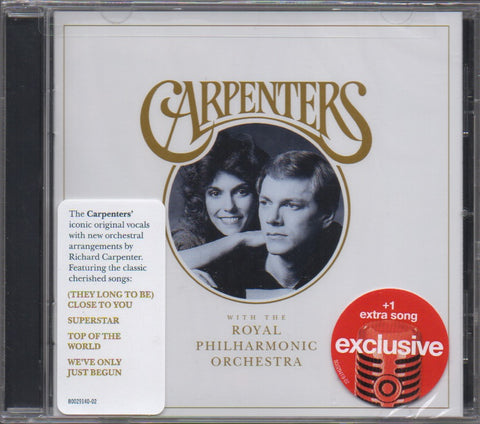 CARPENTERS
The Carpenters'
iconic original vocals
with new orchestral
arrangements by
Richard Carpenter.
Featuring the classic
cherished songs:
(THEY LONG TO BE)
CLOSE TO YOU
SUPERSTAR
TOP OF THE
WORLD
WE'VE ONLY
JUST BEGUN
B0029140-02
WITH THE
ROYAL
PHILHARMONIC
ORCHESTRA
+1
extra song
exclusive